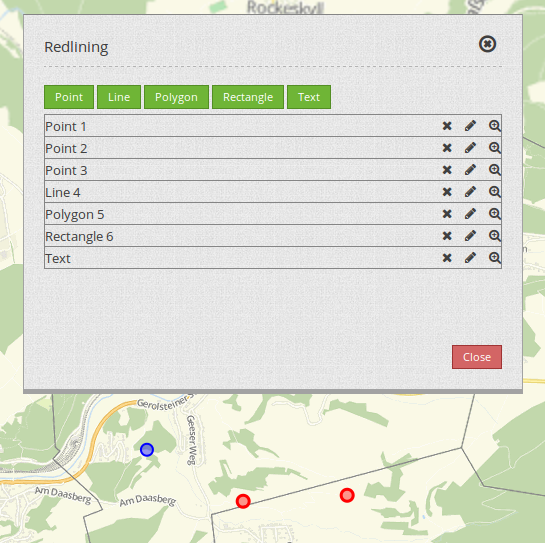 Rockeskyll
Redlining
Point Line Polygon Rectangle Text
Point 1
Point 2
Point 3
Line 4
Polygon 5
Rectangle 6
Text
Close
Gerolsteiner S
Geeser Weg
Am Daasberg
Am Daasberg